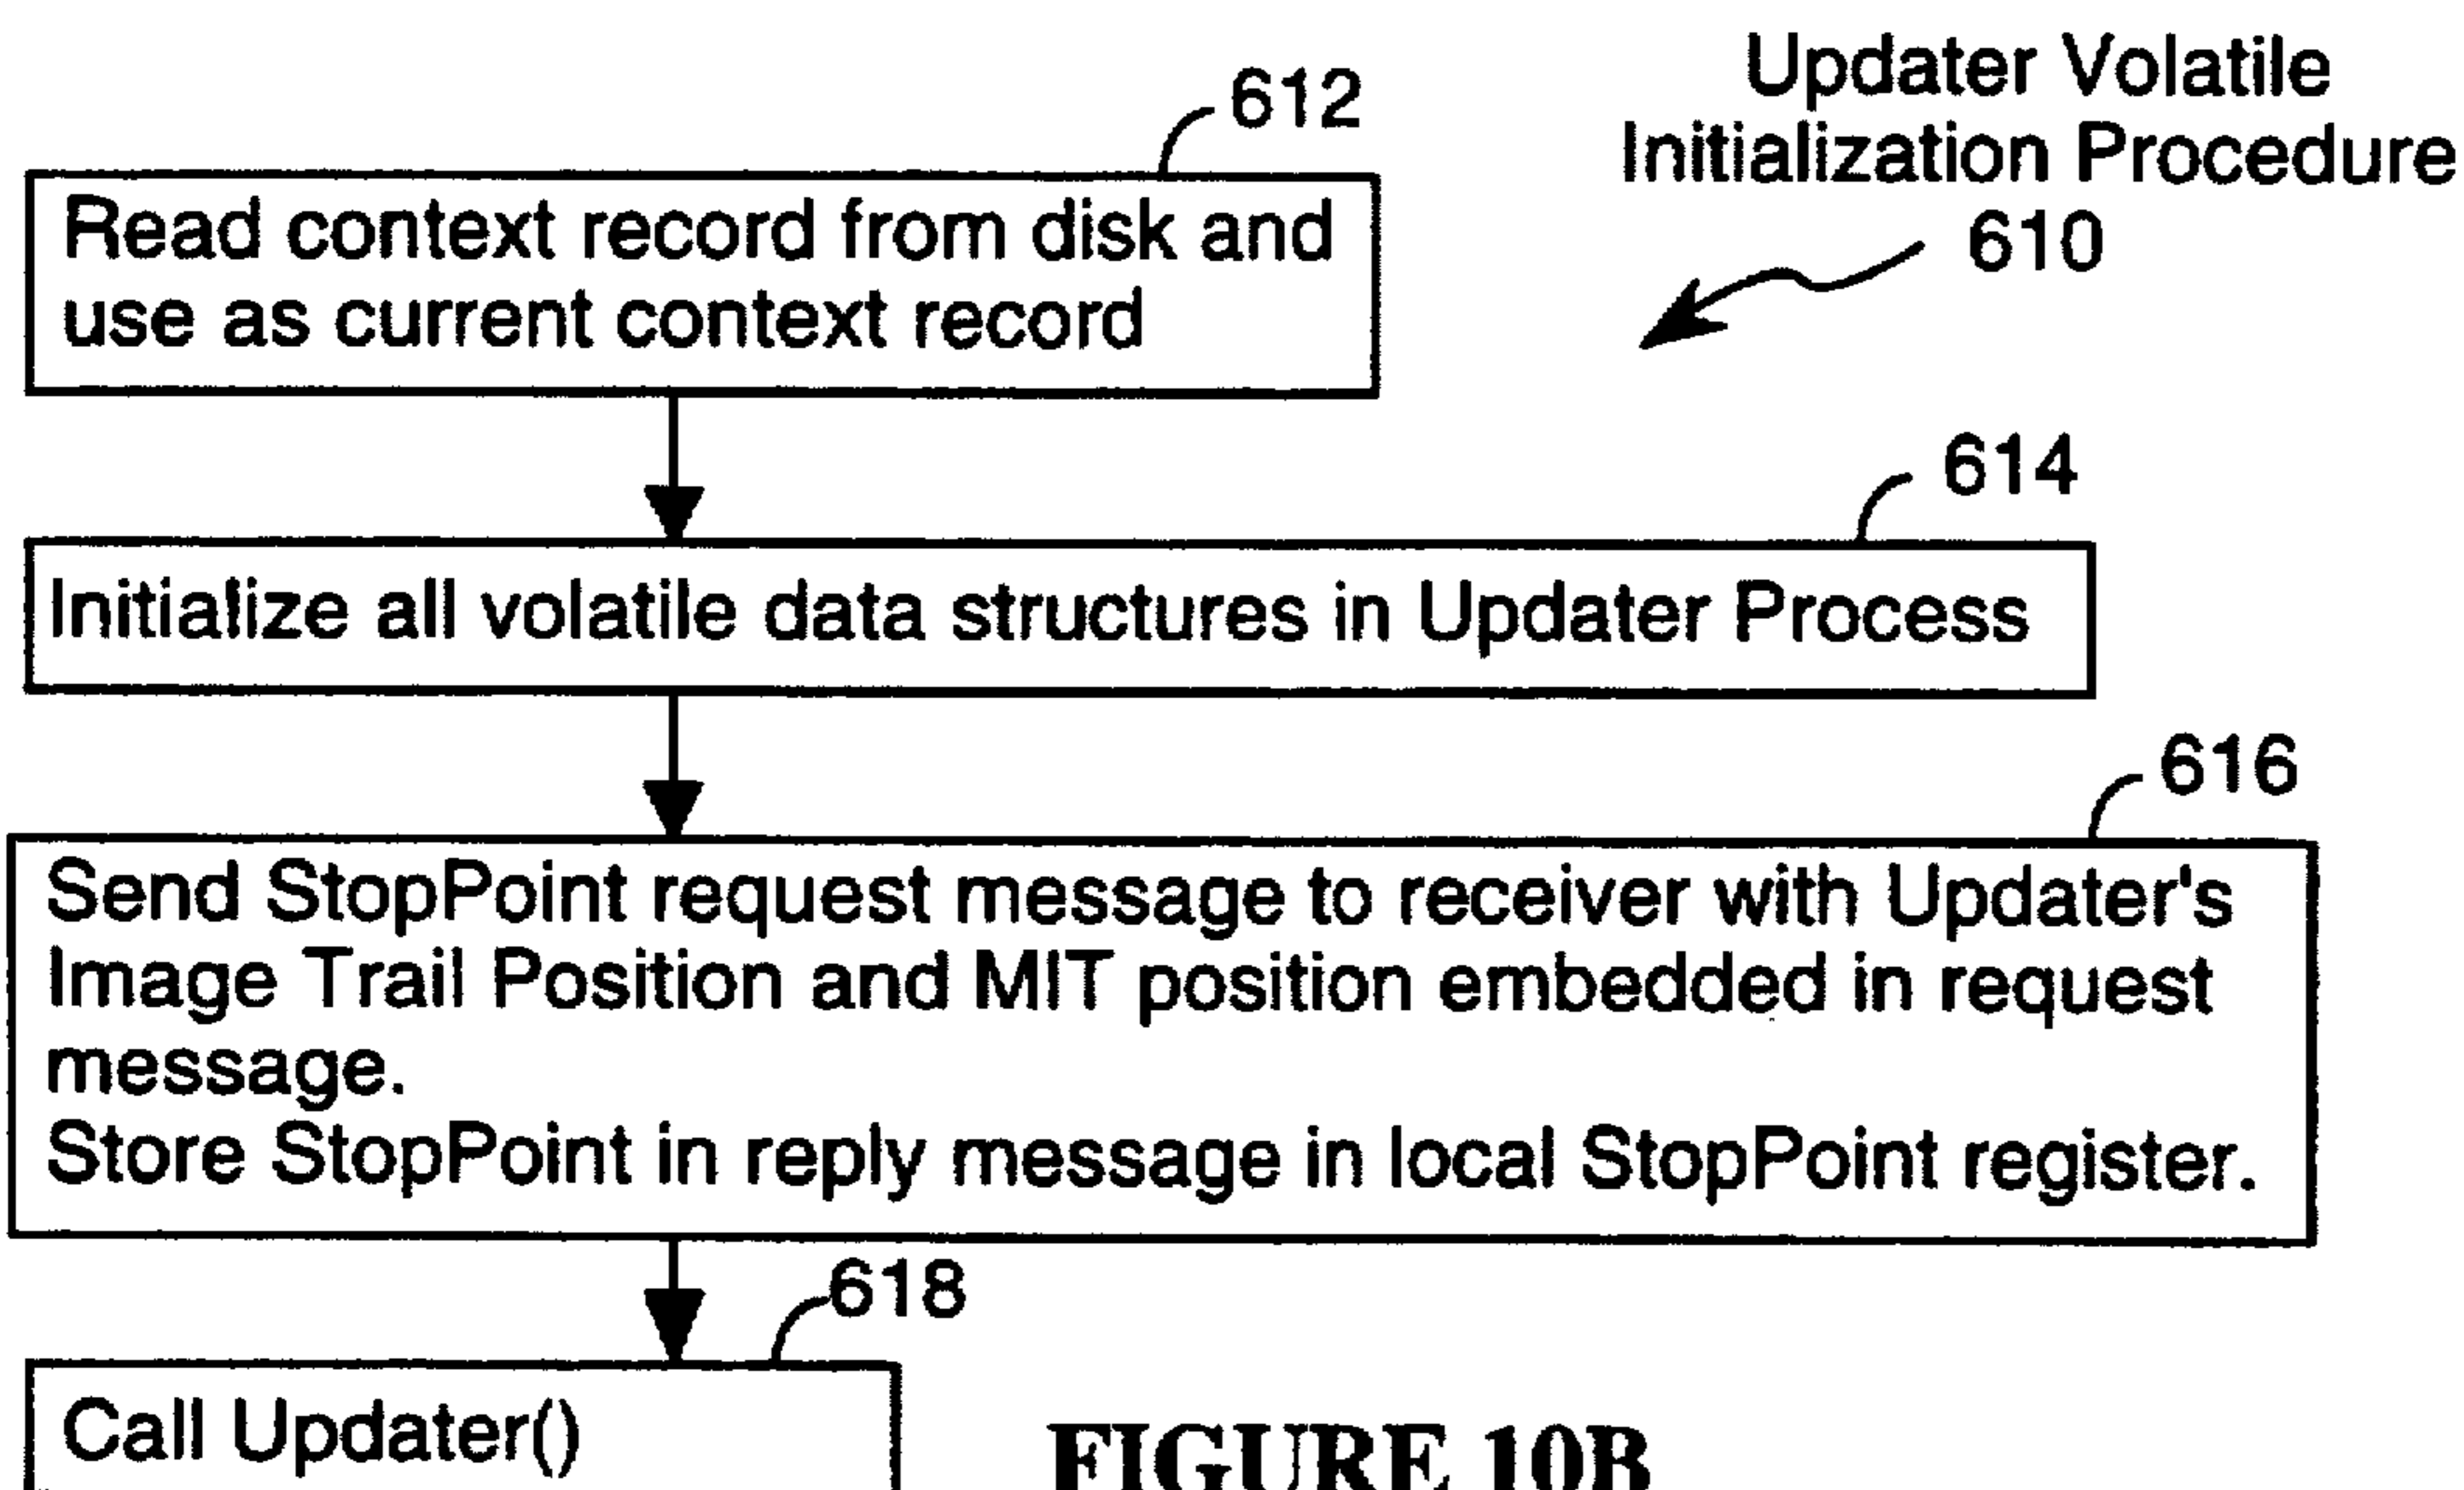 Updater Volatile
Initialization Procedure
610
612
Read context record from disk and
use as current context record
614
Initialize all volatile data structures in Updater Process
616
Send StopPoint request message to receiver with Updater's
Image Trail Position and MIT position embedded in request
message.
Store StopPoint in reply message in local StopPoint register.
618
Call Updater()
FIGURE 10B